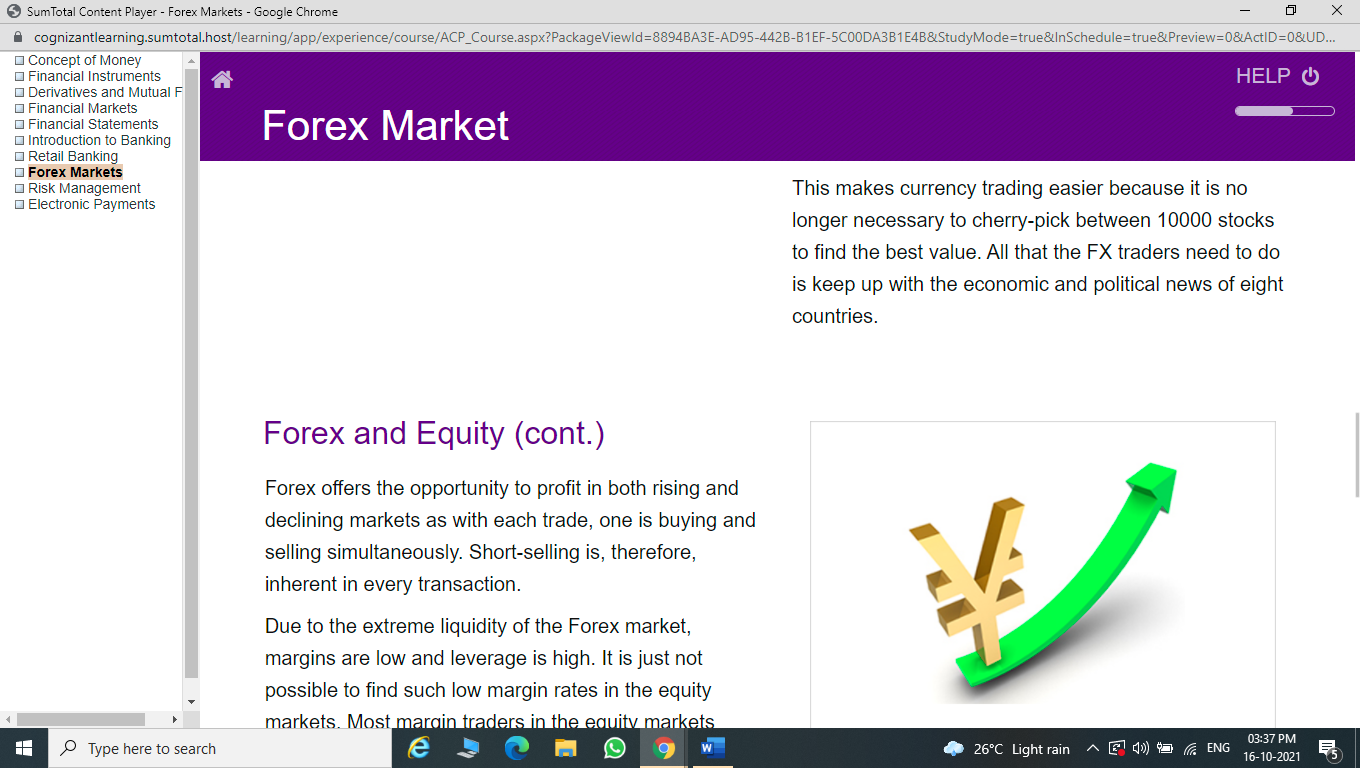 SumTotal Content Player - Forex Markets - Google Chrome
cognizantlearning.sumtotal.host/learning/app/experience/course/ACP_Course.aspx?PackageViewId=8894BA3E-AD95-442B-B1EF-5C00DA3B1E4B&StudyMode=true&InSchedule=true&Preview=0&ActID=0&UD...
Concept of Money
Financial Instruments
Derivatives and Mutual F
Financial Markets
Financial Statements
Introduction to Banking
Retail Banking
Forex Markets
Risk Management
Electronic Payments
HELP
Forex Market
This makes currency trading easier because it is no
longer necessary to cherry-pick between 10000 stocks
to find the best value. All that the FX traders need to do
is keep up with the economic and political news of eight
countries.
Forex and Equity (cont.)
Forex offers the opportunity to profit in both rising and
declining markets as with each trade, one is buying and
selling simultaneously. Short-selling is, therefore,
inherent in every transaction.
Due to the extreme liquidity of the Forex market,
margins are low and leverage is high. It is just not
possible to find such low margin rates in the equity
markets. Most margin traders in the equity markets
¥
Type here to search
26°C Light rain
ENG
03:37 PM
16-10-2021
5